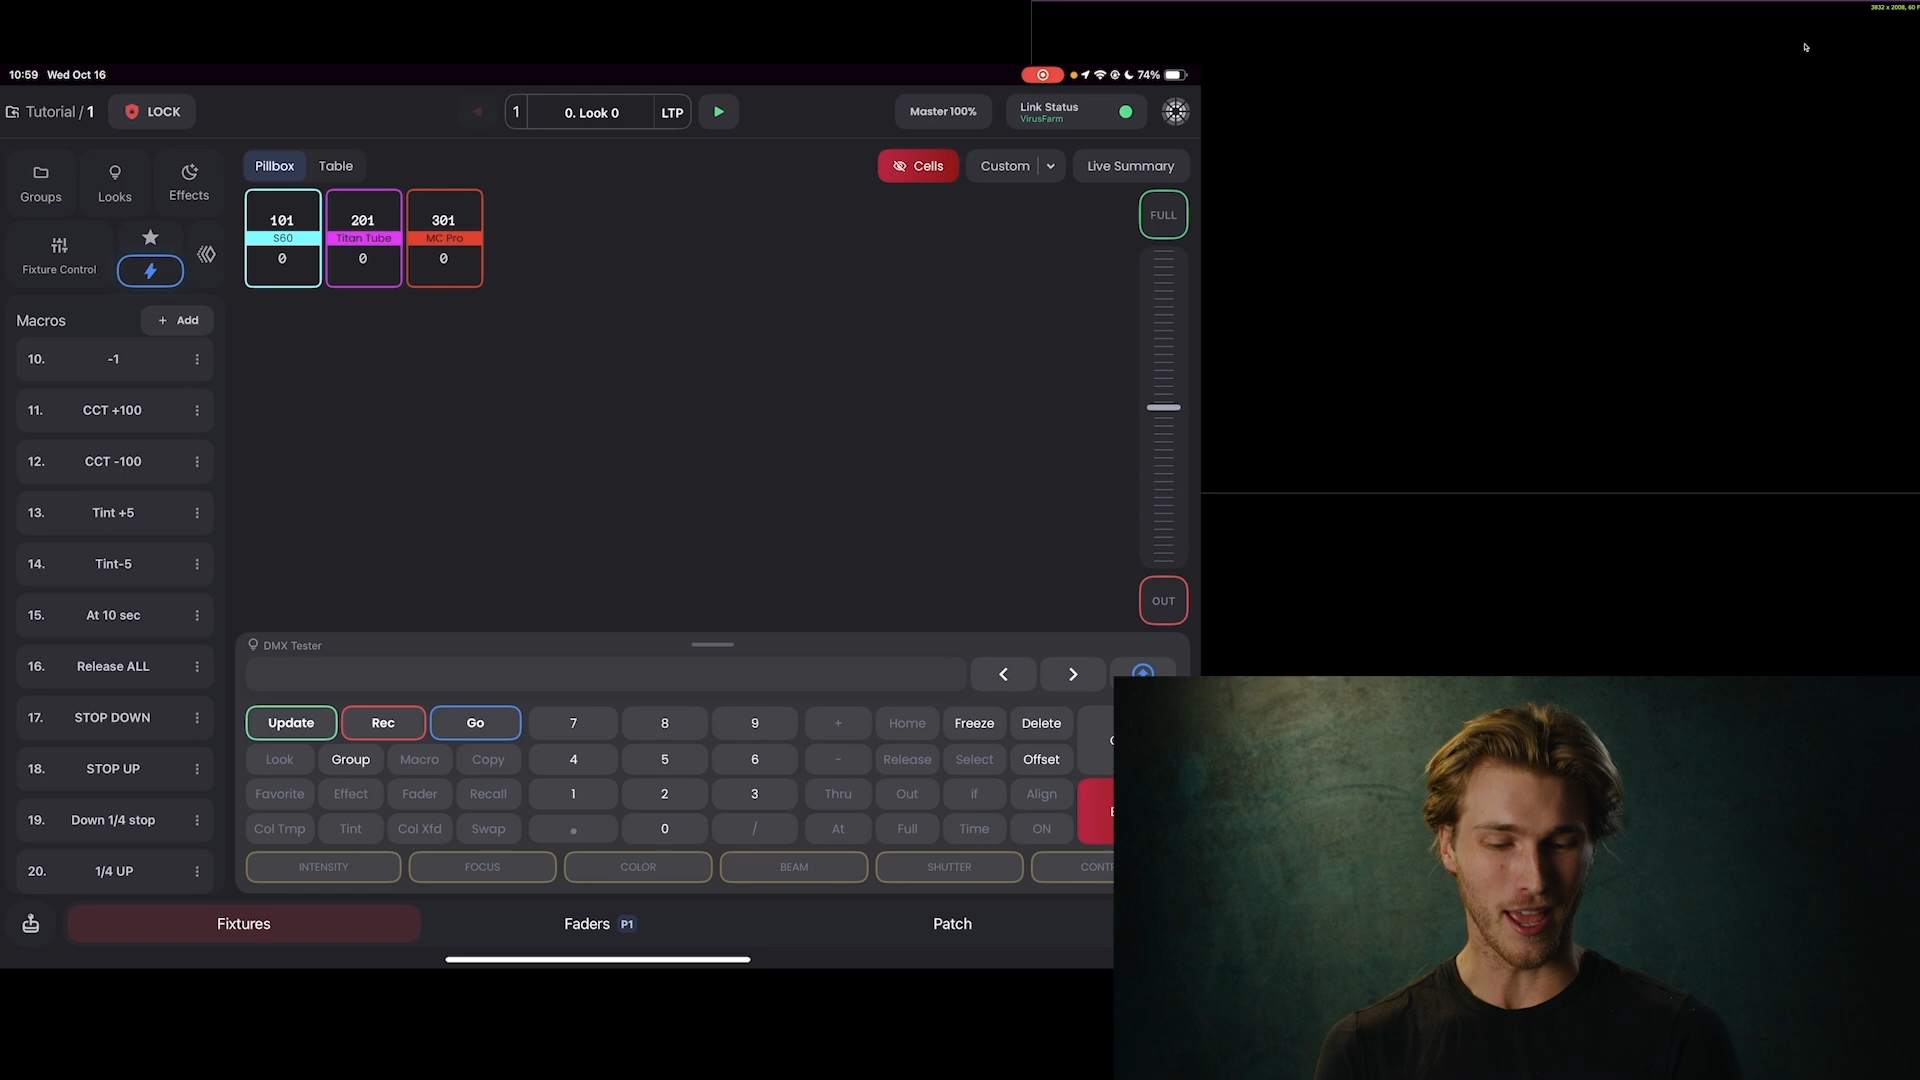 3832 x 2008, 60 F
10:59 Wed Oct 16
74%
Tutorial / 1
LOCK
1
0. Look 0
LTP
Master 100%
Link Status
VirusFarm
Groups
Looks
Effects
Fixture Control
Pillbox
Table
Cells
Custom
Live Summary
101
S60
0
201
Titan Tube
0
301
MC Pro
0
FULL
OUT
Macros
+ Add
10. -1
11. CCT +100
12. CCT -100
13. Tint +5
14. Tint-5
15. At 10 sec
16. Release ALL
17. STOP DOWN
18. STOP UP
19. Down 1/4 stop
20. 1/4 UP
DMX Tester
< >
Update Rec Go 7 8 9 + Home Freeze Delete
Look Group Macro Copy 4 5 6 - Release Select Offset
Favorite Effect Fader Recall 1 2 3 Thru Out if Align
Col Tmp Tint Col Xfd Swap . 0 / At Full Time ON
INTENSITY FOCUS COLOR BEAM SHUTTER CONT
Fixtures
Faders P1
Patch